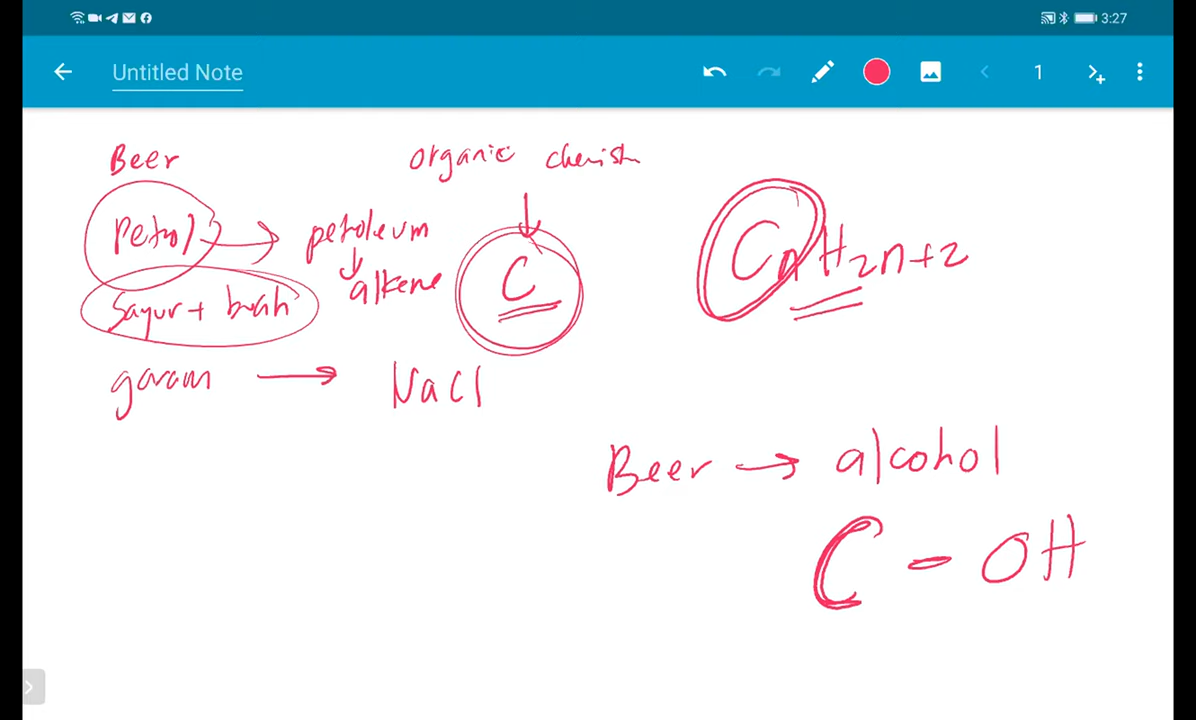 3:27
Untitled Note
1
Beer
organic chemist
Petrol → petroleum
↓
alkene
C
CnH2n+2
Sayur + buah
garam → NaCl
Beer → alcohol
C - OH